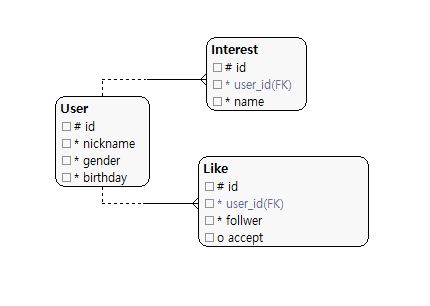 Interest
# id
* user_id(FK)
* name
User
# id
* nickname
* gender
* birthday
Like
# id
* user_id(FK)
* follwer
o accept